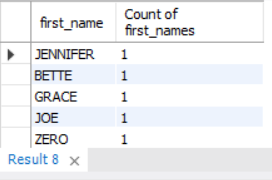 first_name Count of
first_names
JENNIFER 1
BETTE 1
GRACE 1
JOE 1
ZERO 1
Result 8 ×